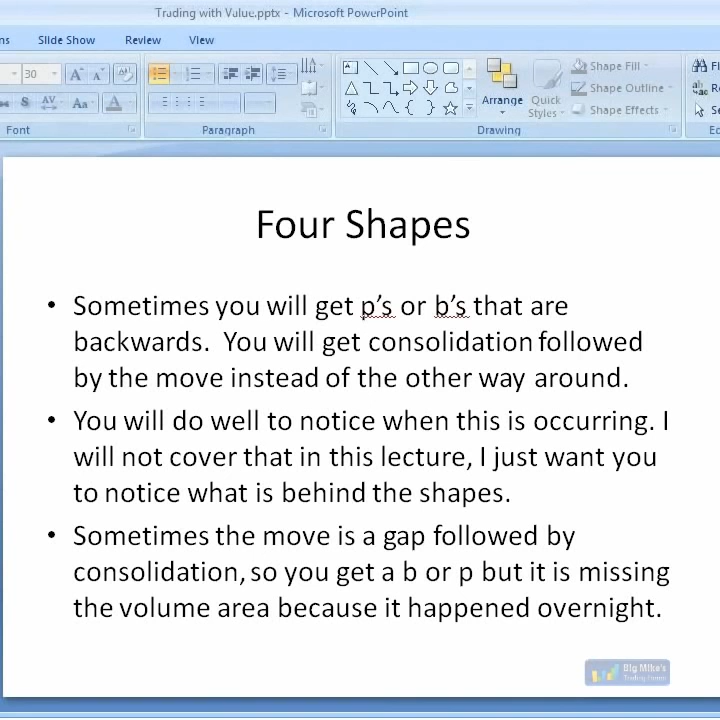 Trading with Value.pptx - Microsoft PowerPoint
Slide Show Review View
30 A A
AV Aa A
Shape Fill
Shape Outline
Shape Effects
Arrange Quick Styles
Font Paragraph Drawing
Four Shapes
• Sometimes you will get p's or b's that are
backwards. You will get consolidation followed
by the move instead of the other way around.
• You will do well to notice when this is occurring. I
will not cover that in this lecture, I just want you
to notice what is behind the shapes.
• Sometimes the move is a gap followed by
consolidation, so you get a b or p but it is missing
the volume area because it happened overnight.
Big Mike's
Trading Forum